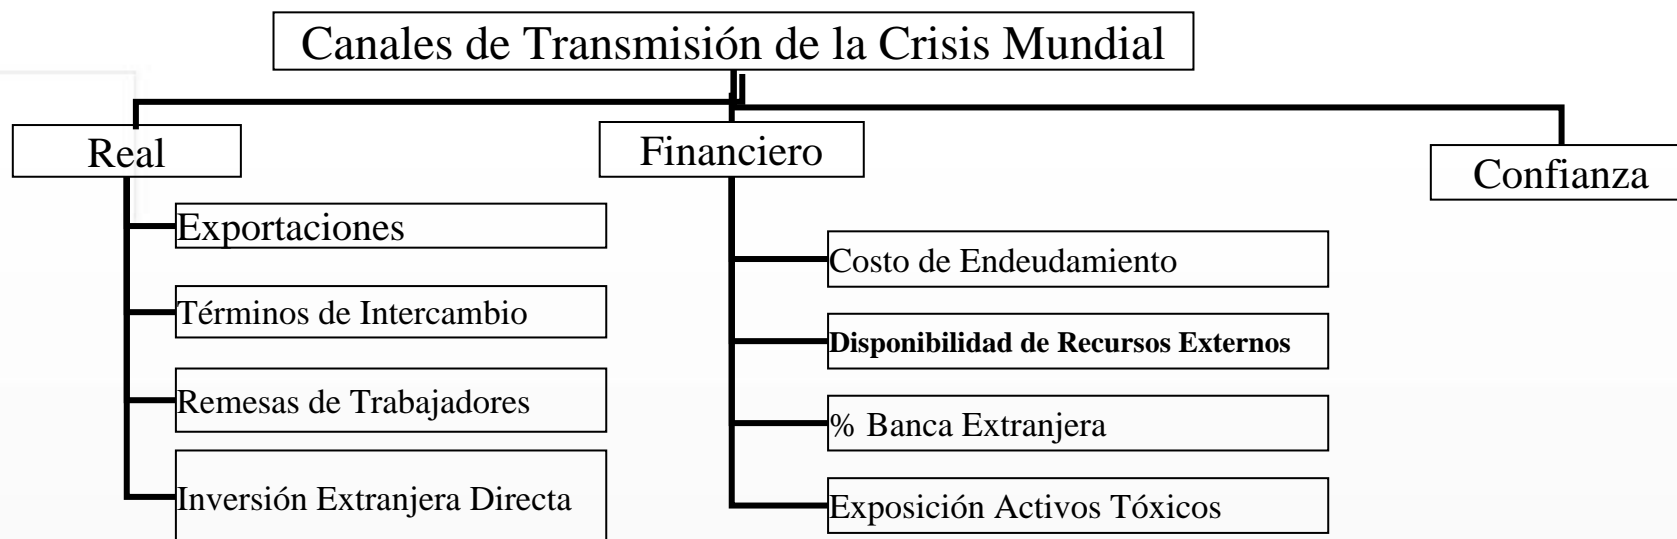 Canales de Transmisión de la Crisis Mundial
Real
Exportaciones
Términos de Intercambio
Remesas de Trabajadores
Inversión Extranjera Directa
Financiero
Costo de Endeudamiento
Disponibilidad de Recursos Externos
% Banca Extranjera
Exposición Activos Tóxicos
Confianza